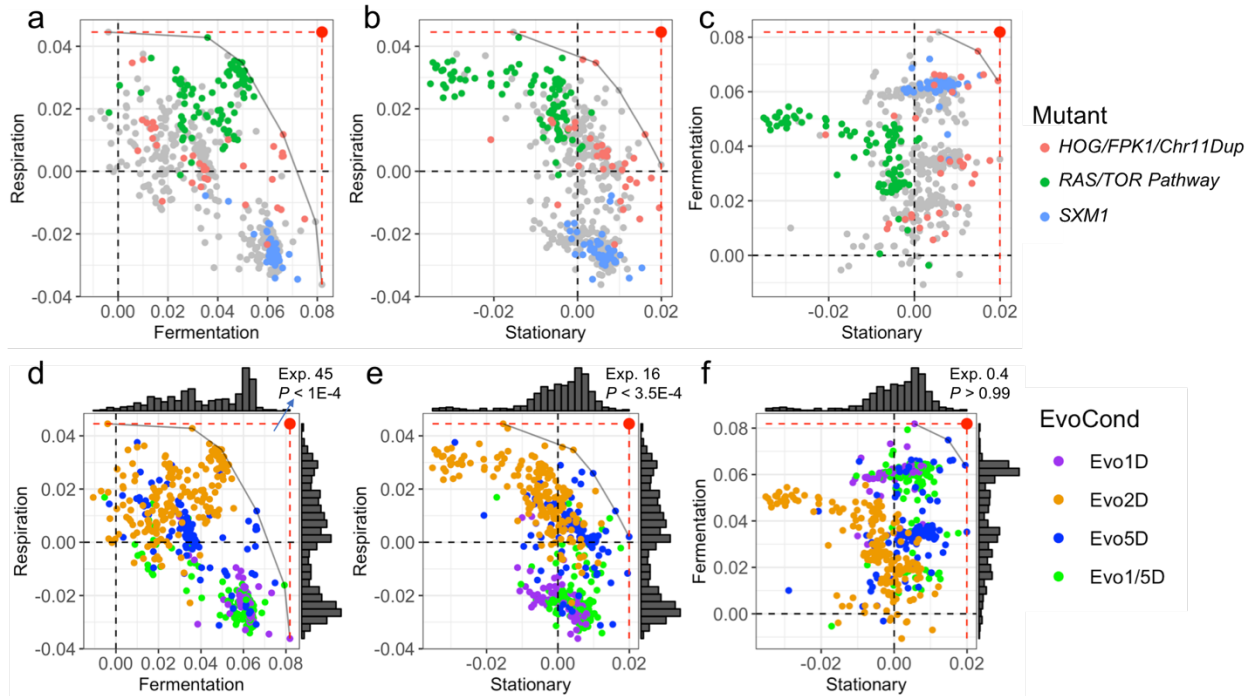 a
0.04
0.02
0.00
-0.02
-0.04
Respiration
0.00 0.02 0.04 0.06 0.08
Fermentation
b
0.04
0.02
0.00
-0.02
-0.04
Respiration
-0.02 0.00 0.02
Stationary
c
0.08
0.06
0.04
0.02
0.00
Fermentation
-0.02 0.00 0.02
Stationary
Mutant
HOG/FPK1/Chr11Dup
RAS/TOR Pathway
SXM1
d
Exp. 45
P < 1E-4
0.04
0.02
0.00
-0.02
-0.04
Respiration
0.00 0.02 0.04 0.06 0.08
Fermentation
e
Exp. 16
P < 3.5E-4
0.04
0.02
0.00
-0.02
-0.04
Respiration
-0.02 0.00 0.02
Stationary
f
Exp. 0.4
P > 0.99
0.08
0.06
0.04
0.02
0.00
Fermentation
-0.02 0.00 0.02
Stationary
EvoCond
Evo1D
Evo2D
Evo5D
Evo1/5D